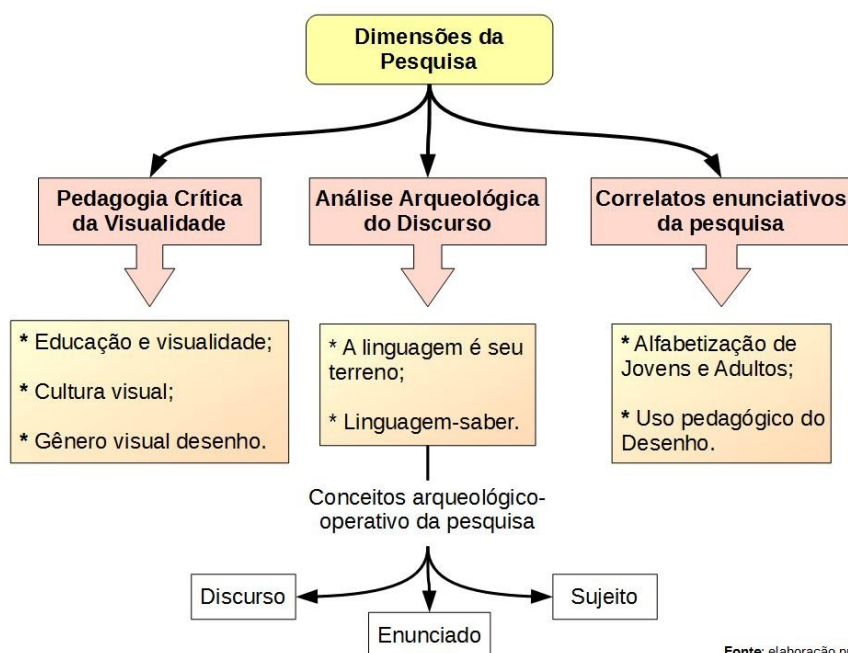 Dimensões da
Pesquisa
Pedagogia Crítica
da Visualidade
Análise Arqueológica
do Discurso
Correlatos enunciativos
da pesquisa
* Educação e visualidade;
* Cultura visual;
* Gênero visual desenho.
* A linguagem é seu
terreno;
* Linguagem-saber.
* Alfabetização de
Jovens e Adultos;
* Uso pedagógico do
Desenho.
Conceitos arqueológico-
operativo da pesquisa
Discurso
Enunciado
Sujeito
Fonte: elaboração